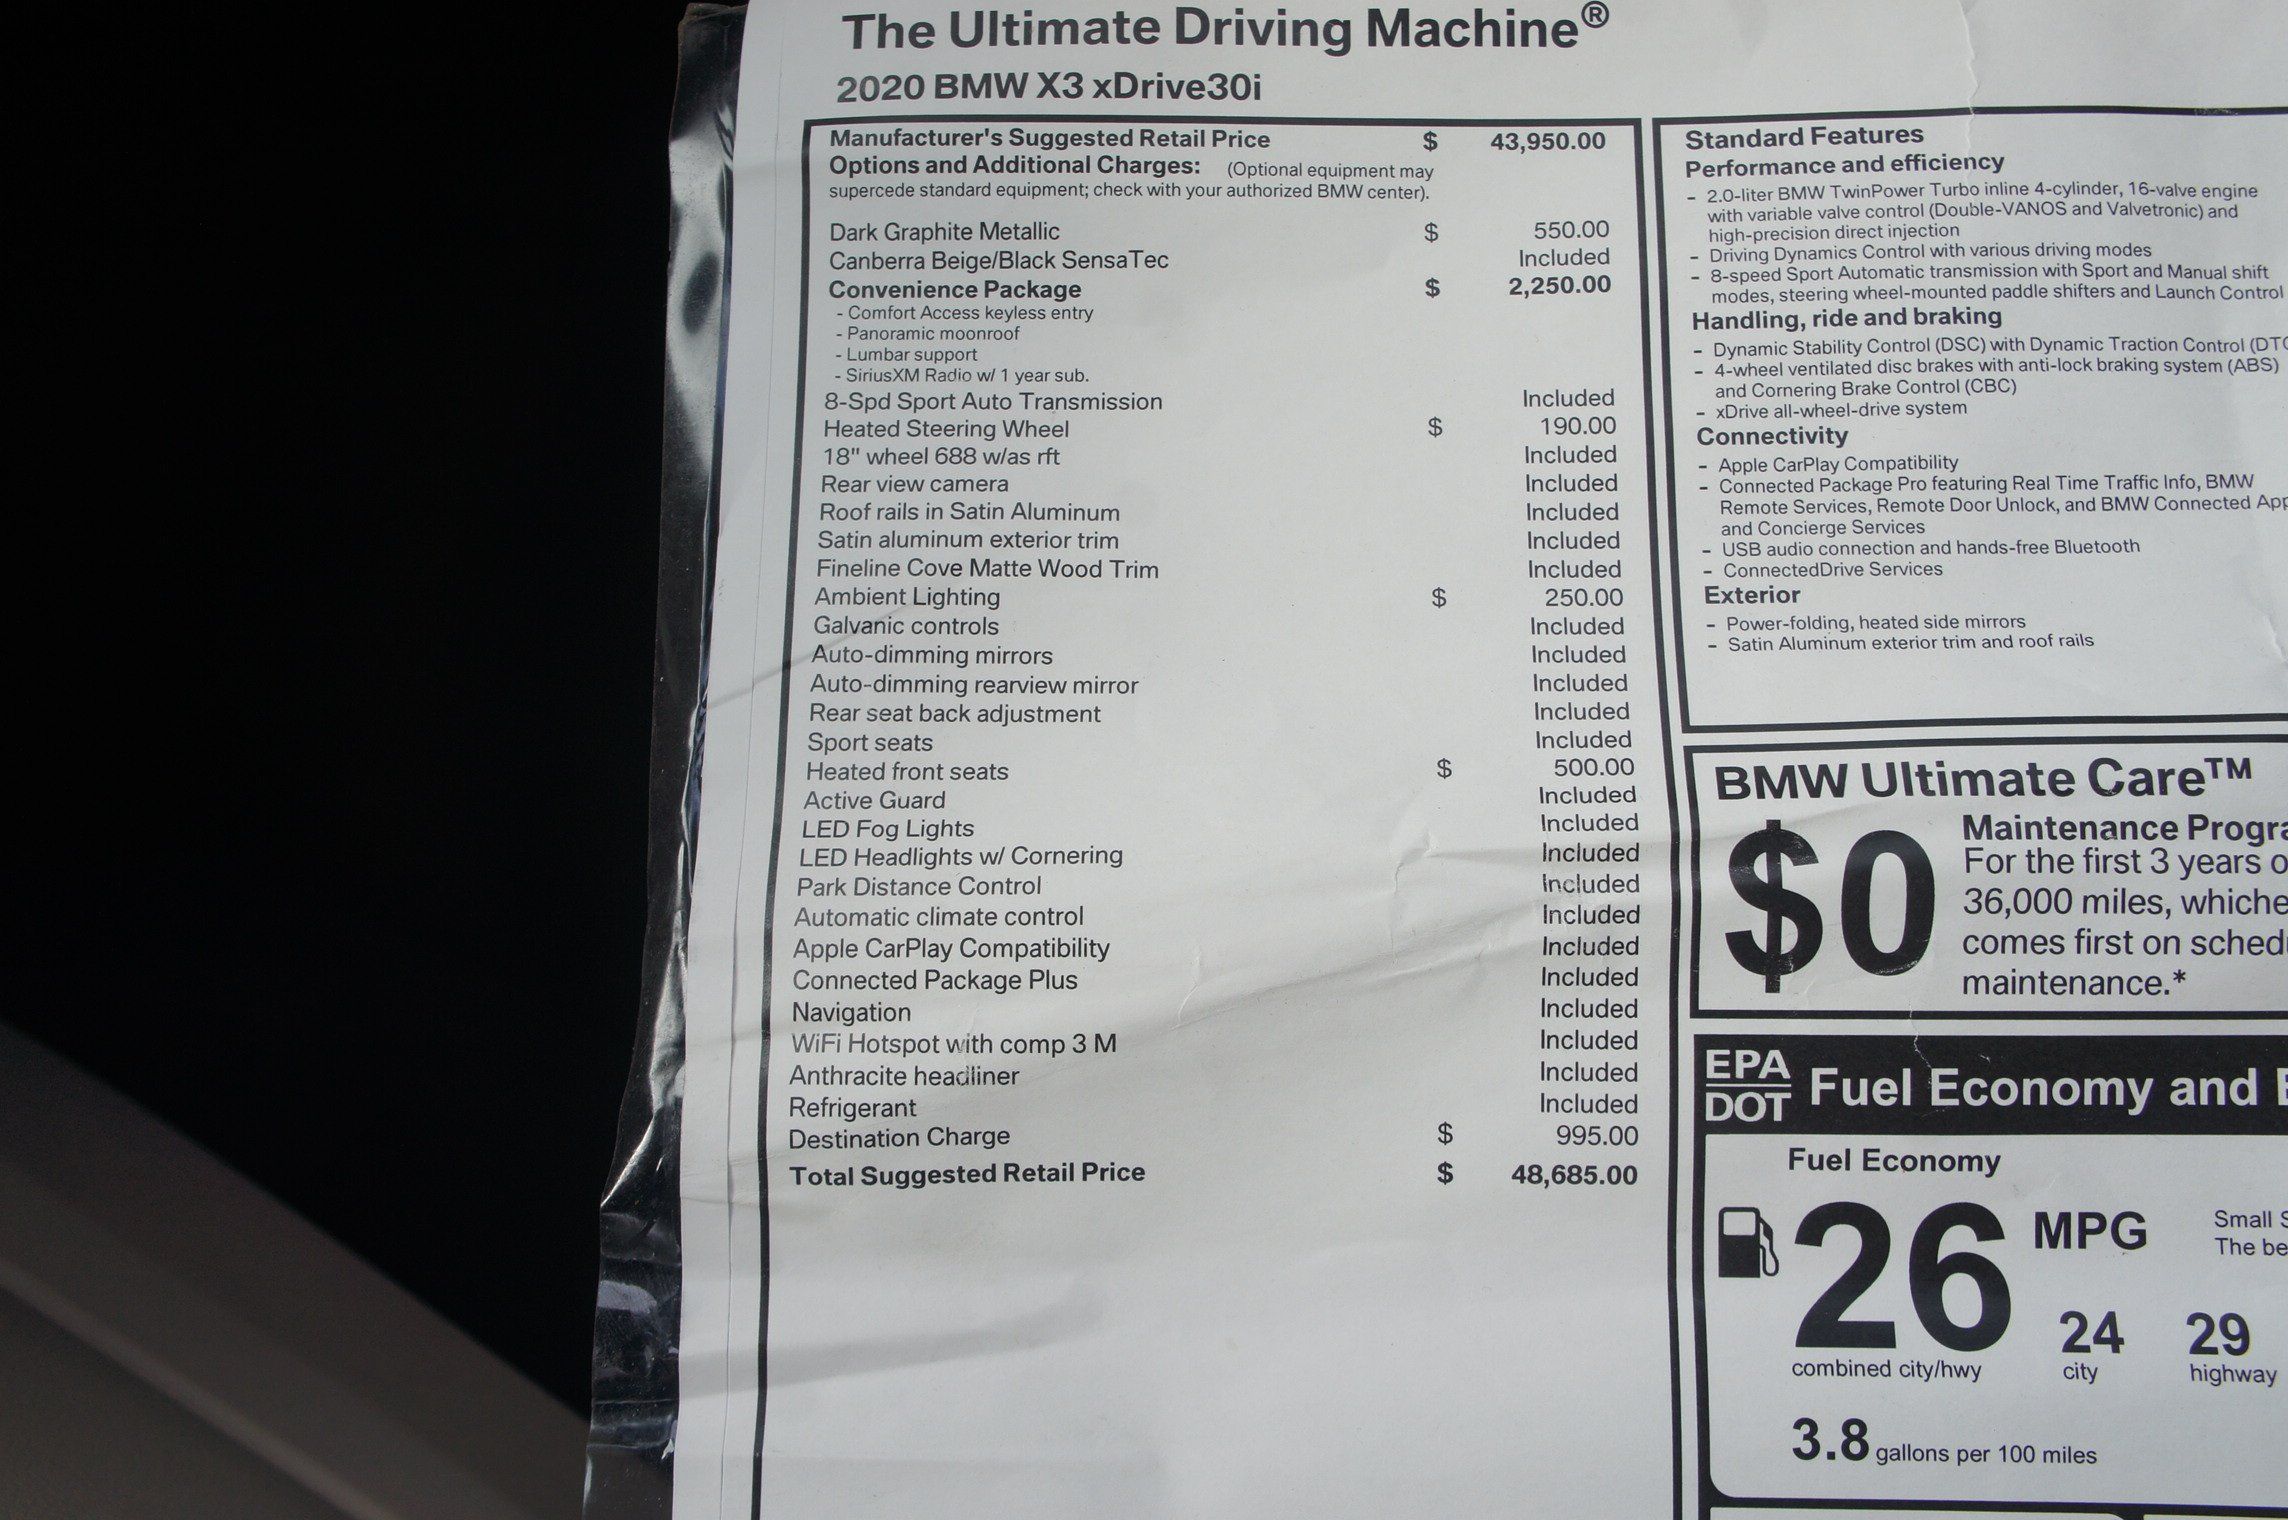 The Ultimate Driving Machine®
2020 BMW X3 xDrive30i
Manufacturer's Suggested Retail Price $ 43,950.00
Options and Additional Charges: (Optional equipment may
supercede standard equipment; check with your authorized BMW center).
Dark Graphite Metallic $ 550.00
Canberra Beige/Black SensaTec Included
Convenience Package $ 2,250.00
- Comfort Access keyless entry
- Panoramic moonroof
- Lumbar support
- SiriusXM Radio w/ 1 year sub.
8-Spd Sport Auto Transmission Included
Heated Steering Wheel $ 190.00
18" wheel 688 w/as rft Included
Rear view camera Included
Roof rails in Satin Aluminum Included
Satin aluminum exterior trim Included
Fineline Cove Matte Wood Trim Included
Ambient Lighting $ 250.00
Galvanic controls Included
Auto-dimming mirrors Included
Auto-dimming rearview mirror Included
Rear seat back adjustment Included
Sport seats Included
Heated front seats $ 500.00
Active Guard Included
LED Fog Lights Included
LED Headlights w/ Cornering Included
Park Distance Control Included
Automatic climate control Included
Apple CarPlay Compatibility Included
Connected Package Plus Included
Navigation Included
WiFi Hotspot with comp 3 M Included
Anthracite headliner Included
Refrigerant Included
Destination Charge $ 995.00
Total Suggested Retail Price $ 48,685.00
Standard Features
Performance and efficiency
- 2.0-liter BMW TwinPower Turbo inline 4-cylinder, 16-valve engine
with variable valve control (Double-VANOS and Valvetronic) and
high-precision direct injection
- Driving Dynamics Control with various driving modes
- 8-speed Sport Automatic transmission with Sport and Manual shift
modes, steering wheel-mounted paddle shifters and Launch Control
Handling, ride and braking
- Dynamic Stability Control (DSC) with Dynamic Traction Control (DTC
- 4-wheel ventilated disc brakes with anti-lock braking system (ABS)
and Cornering Brake Control (CBC)
- xDrive all-wheel-drive system
Connectivity
- Apple CarPlay Compatibility
- Connected Package Pro featuring Real Time Traffic Info, BMW
Remote Services, Remote Door Unlock, and BMW Connected App
and Concierge Services
- USB audio connection and hands-free Bluetooth
- ConnectedDrive Services
Exterior
- Power-folding, heated side mirrors
- Satin Aluminum exterior trim and roof rails
BMW Ultimate Care™
$0
Maintenance Progra
For the first 3 years o
36,000 miles, whiche
comes first on sched
maintenance.*
EPA
DOT
Fuel Economy and E
Fuel Economy
26 MPG
combined city/hwy
24
city
29
highway
Small S
The be
3.8 gallons per 100 miles